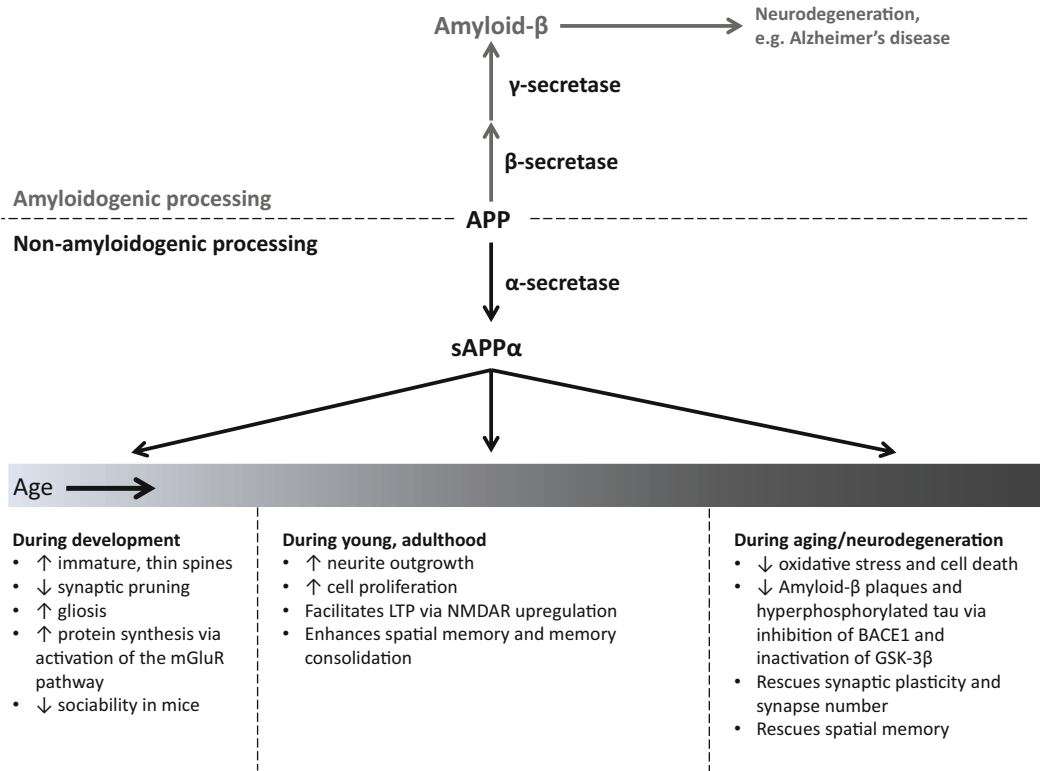 Amyloid-β
Neurodegeneration,
e.g. Alzheimer's disease
γ-secretase
β-secretase
Amyloidogenic processing
APP
Non-amyloidogenic processing
α-secretase
sAPPα
Age
During development
• ↑ immature, thin spines
• ↓ synaptic pruning
• ↑ gliosis
• ↑ protein synthesis via
activation of the mGluR
pathway
• ↓ sociability in mice
During young, adulthood
• ↑ neurite outgrowth
• ↑ cell proliferation
• Facilitates LTP via NMDAR upregulation
• Enhances spatial memory and memory
consolidation
During aging/neurodegeneration
• ↓ oxidative stress and cell death
• ↓ Amyloid-β plaques and
hyperphosphorylated tau via
inhibition of BACE1 and
inactivation of GSK-3β
• Rescues synaptic plasticity and
synapse number
• Rescues spatial memory